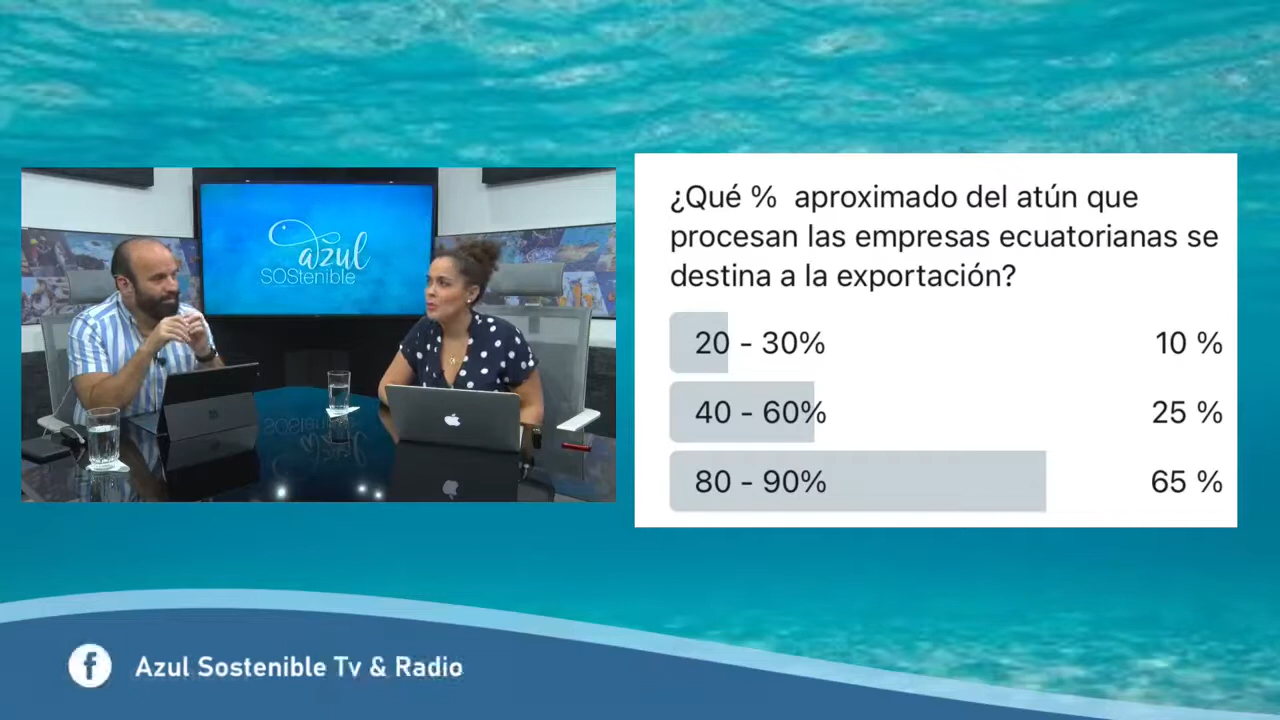 azul
SOStenible
¿Qué % aproximado del atún que
procesan las empresas ecuatorianas se
destina a la exportación?
20 - 30% 10 %
40 - 60% 25 %
80 - 90% 65 %
Azul Sostenible Tv & Radio